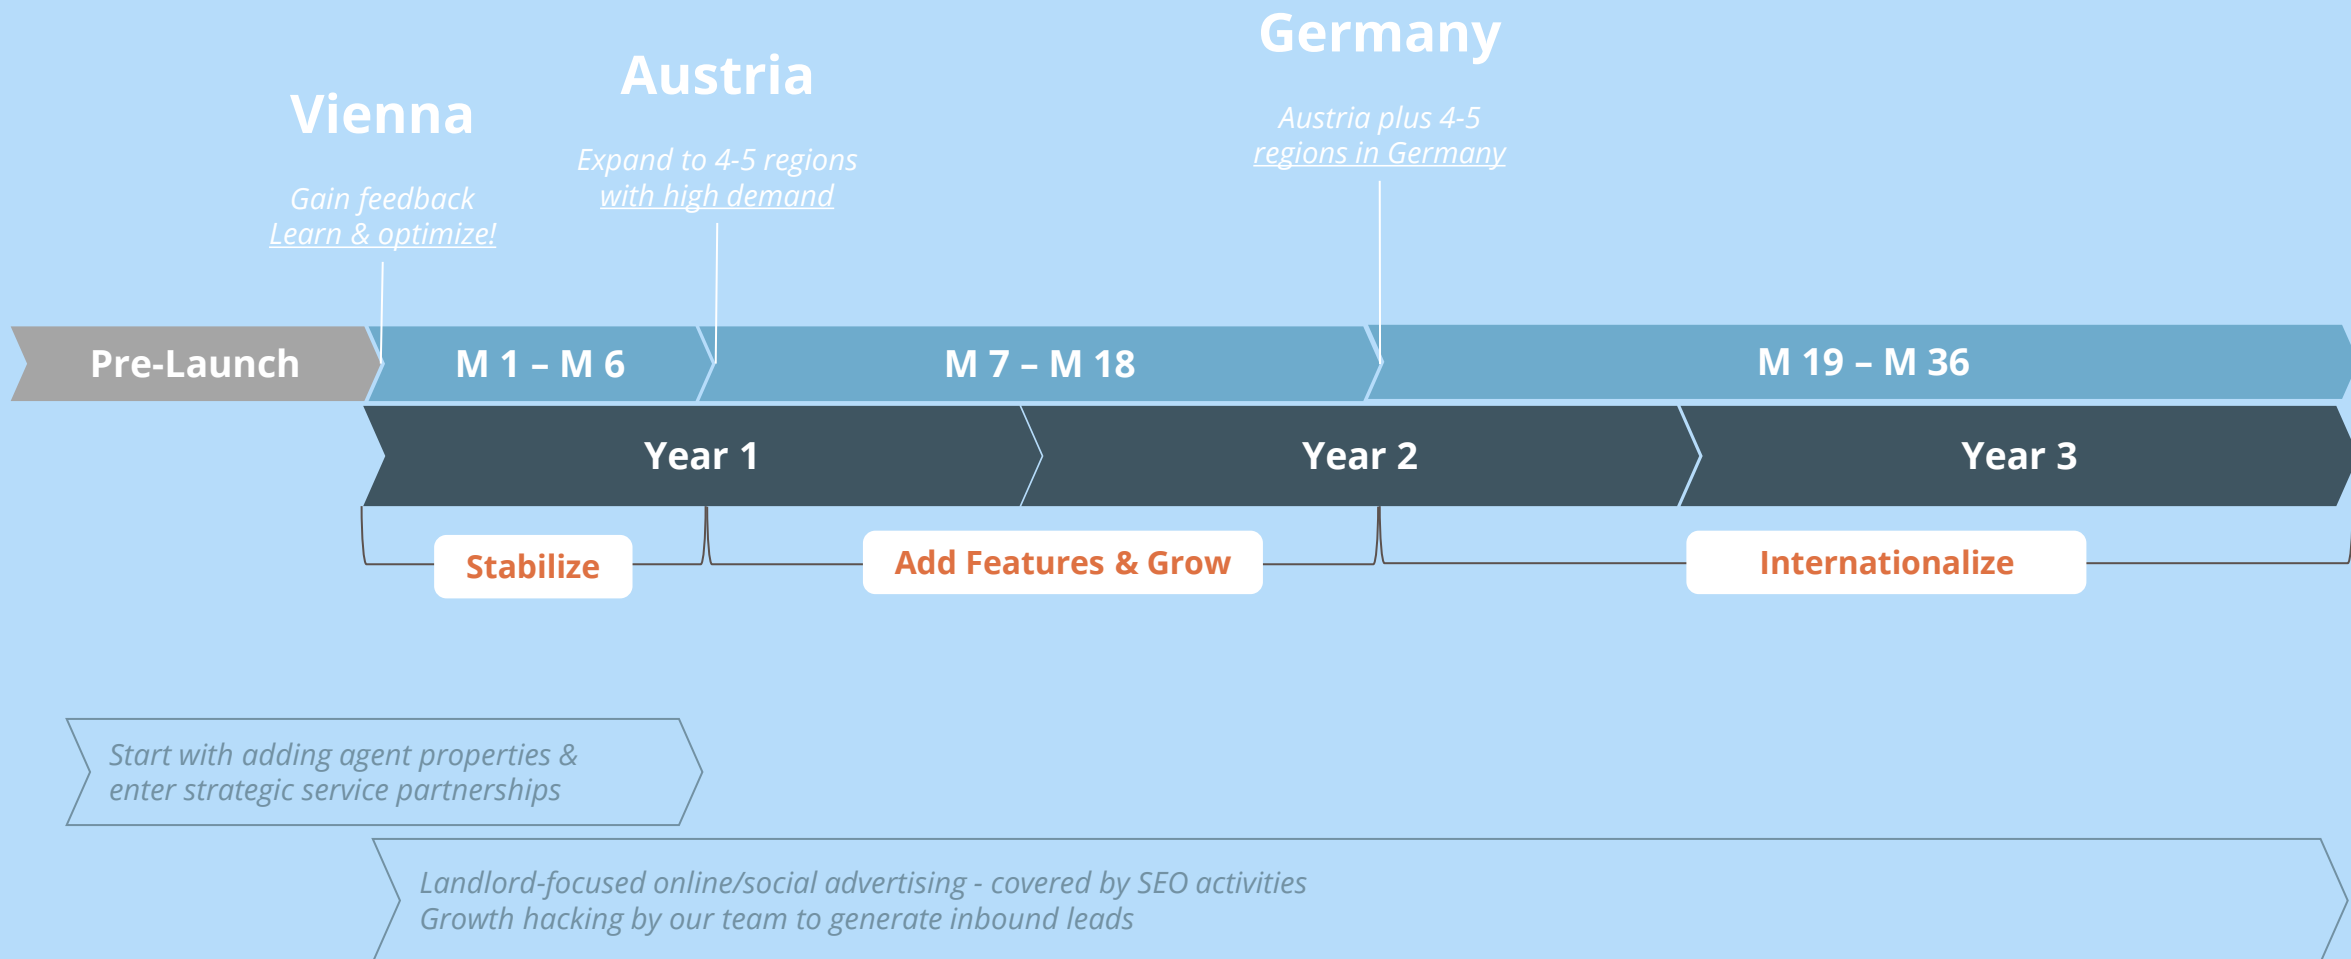 Germany
Austria plus 4-5
regions in Germany
Austria
Expand to 4-5 regions
with high demand
Vienna
Gain feedback
Learn & optimize!
Pre-Launch
M 1 – M 6
M 7 – M 18
M 19 – M 36
Year 1
Year 2
Year 3
Stabilize
Add Features & Grow
Internationalize
Start with adding agent properties &
enter strategic service partnerships
Landlord-focused online/social advertising - covered by SEO activities
Growth hacking by our team to generate inbound leads